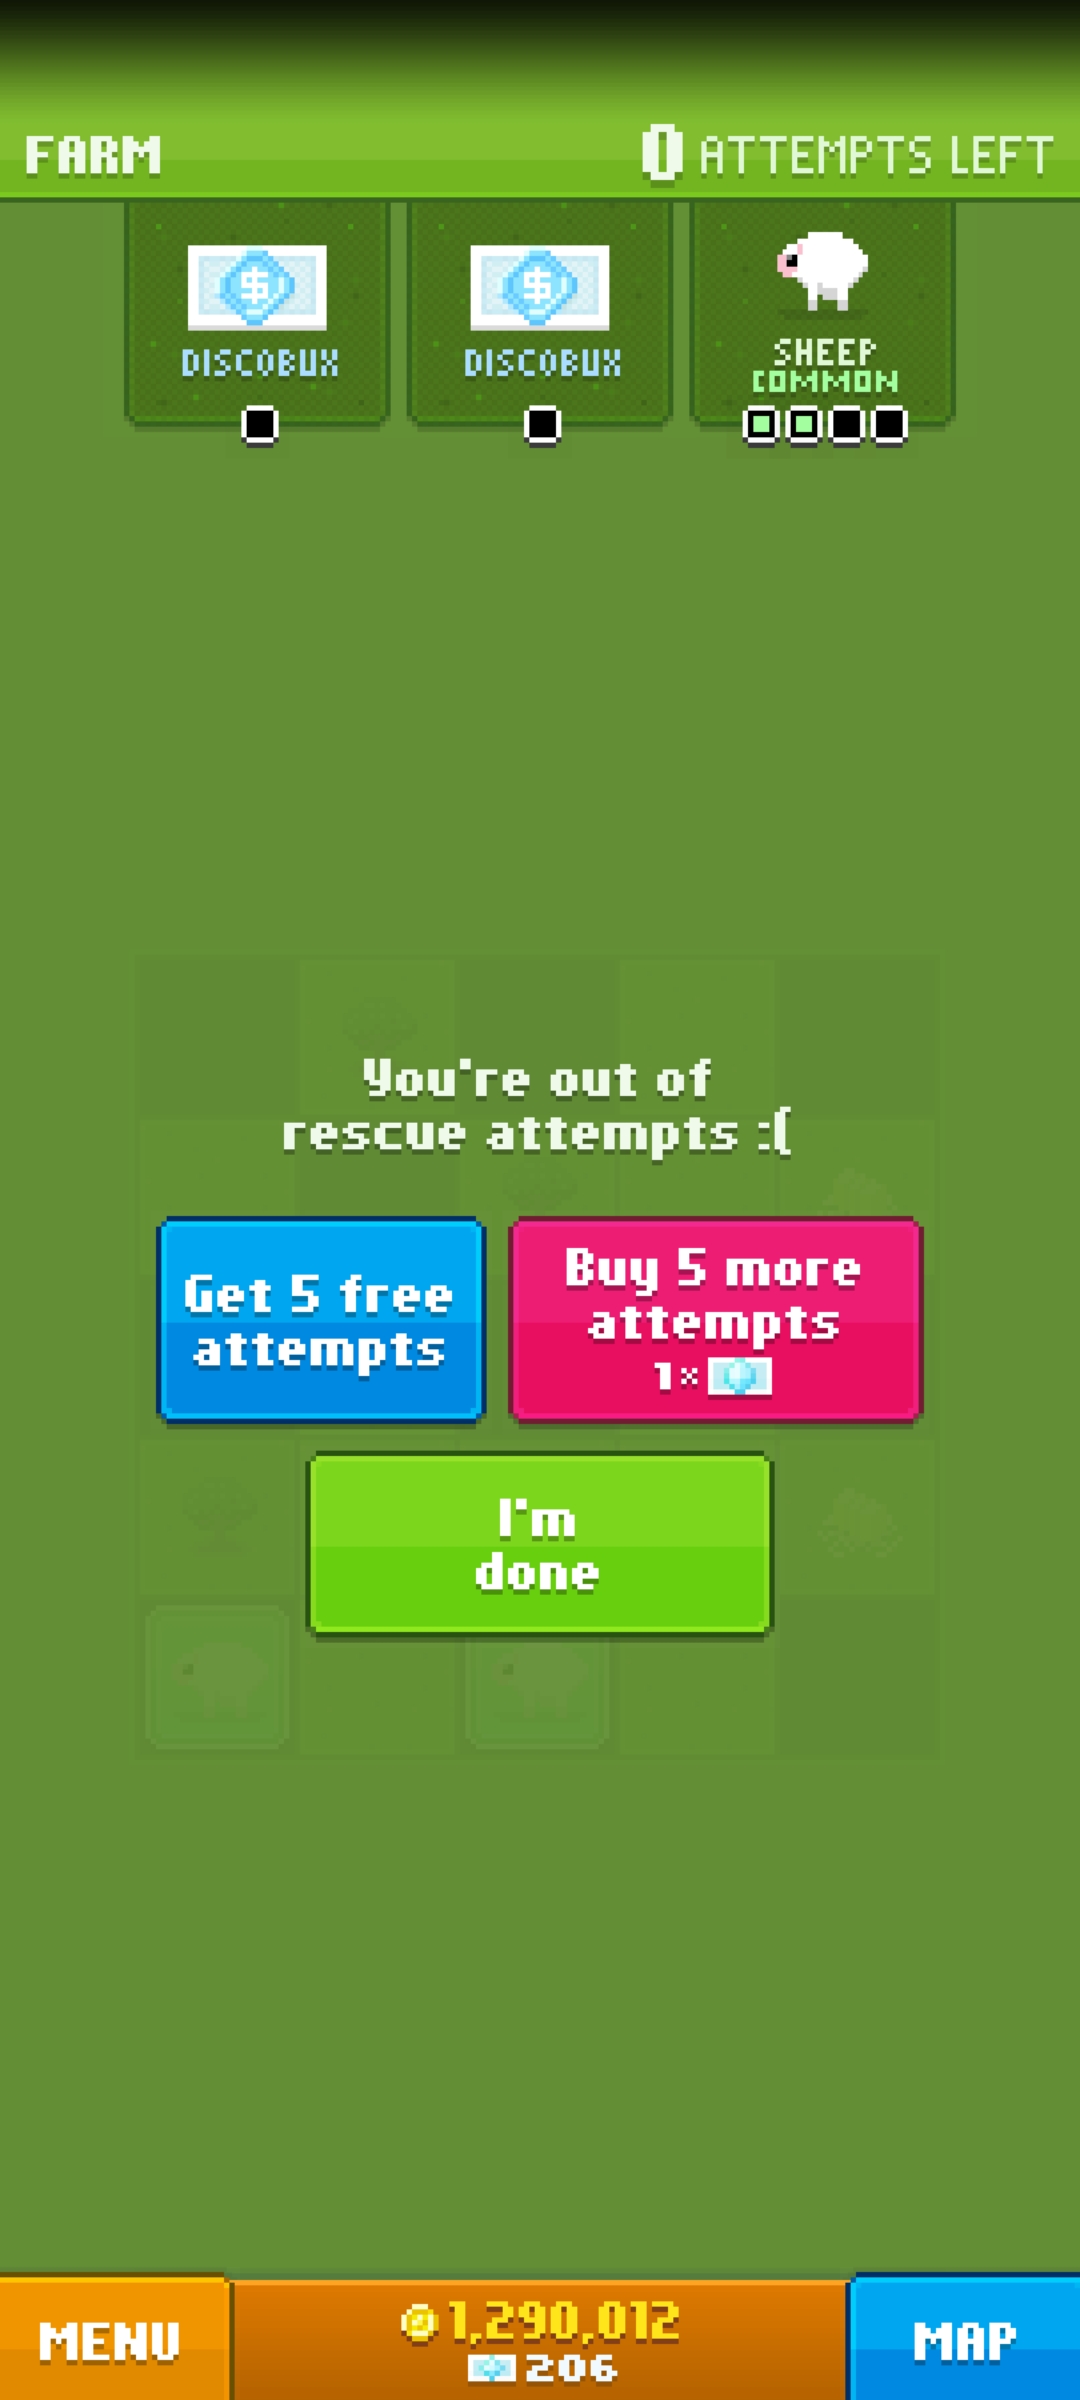 FARM
0 ATTEMPTS LEFT
DISCOBUX
DISCOBUX
SHEEP
COMMON
You're out of
rescue attempts :(
Get 5 free
attempts
Buy 5 more
attempts
1×
I'm
done
MENU
1,290,012
206
MAP